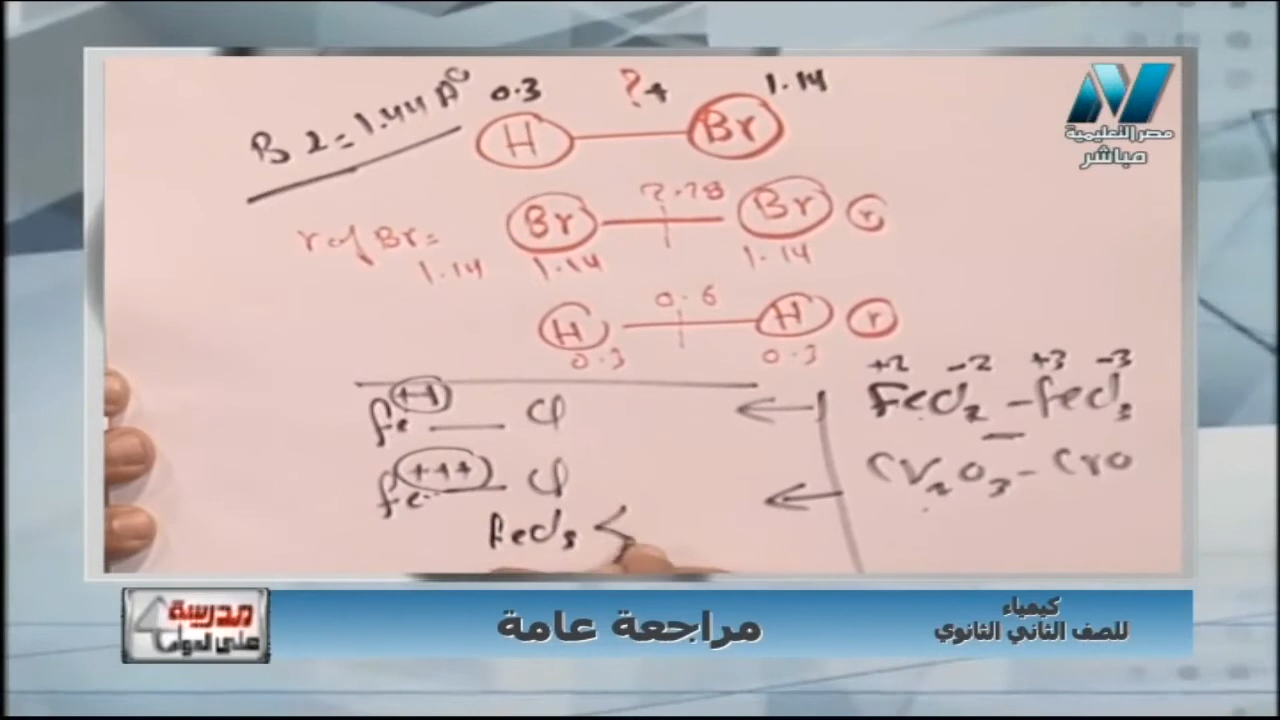 B L = 1.44 A°
0.3 ? + 1.14
H Br
2.28
Br Br r
r of Br =
1.14 1.14 1.14
0.6
H H r
0.3 0.3
+2 -2 +3 -3
FeCl2 - FeCl3
Fe++ Cl
Cr2O3 - CrO
Fe+++ Cl
FeCl3 <
مصر التعليمية
مباشر
مدرسة
على الهواء
مراجعة عامة
كيمياء
للصف الثاني الثانوي